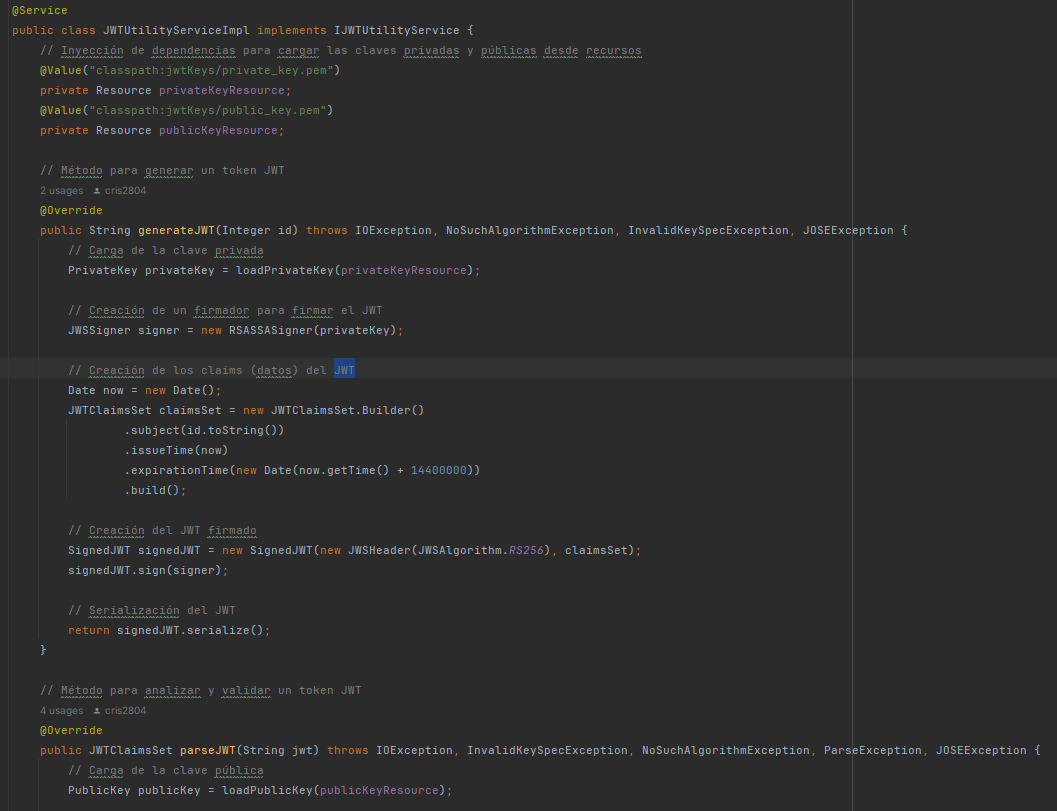 @Service
public class JWTUtilityServiceImpl implements IJWTUtilityService {
// Inyección de dependencias para cargar las claves privadas y públicas desde recursos
@Value("classpath:jwtKeys/private_key.pem")
private Resource privateKeyResource;
@Value("classpath:jwtKeys/public_key.pem")
private Resource publicKeyResource;
// Método para generar un token JWT
2 usages cris2804
@Override
public String generateJWT(Integer id) throws IOException, NoSuchAlgorithmException, InvalidKeySpecException, JOSEException {
// Carga de la clave privada
PrivateKey privateKey = loadPrivateKey(privateKeyResource);
// Creación de un firmador para firmar el JWT
JWSSigner signer = new RSASSASigner(privateKey);
// Creación de los claims (datos) del JWT
Date now = new Date();
JWTClaimsSet claimsSet = new JWTClaimsSet.Builder()
.subject(id.toString())
.issueTime(now)
.expirationTime(new Date(now.getTime() + 14400000))
.build();
// Creación del JWT firmado
SignedJWT signedJWT = new SignedJWT(new JWSHeader(JWSAlgorithm.RS256), claimsSet);
signedJWT.sign(signer);
// Serialización del JWT
return signedJWT.serialize();
}
// Método para analizar y validar un token JWT
4 usages cris2804
@Override
public JWTClaimsSet parseJWT(String jwt) throws IOException, InvalidKeySpecException, NoSuchAlgorithmException, ParseException, JOSEException {
// Carga de la clave pública
PublicKey publicKey = loadPublicKey(publicKeyResource);